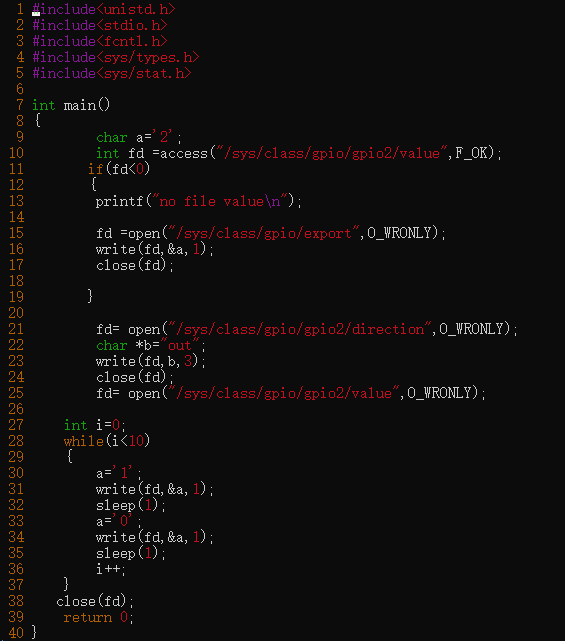 1 #include<unistd.h>
2 #include<stdio.h>
3 #include<fcntl.h>
4 #include<sys/types.h>
5 #include<sys/stat.h>
6
7 int main()
8 {
9         char a='2';
10         int fd =access("/sys/class/gpio/gpio2/value",F_OK);
11        if(fd<0)
12        {
13         printf("no file value\n");
14
15         fd =open("/sys/class/gpio/export",O_WRONLY);
16         write(fd,&a,1);
17         close(fd);
18
19        }
20
21         fd= open("/sys/class/gpio/gpio2/direction",O_WRONLY);
22         char *b="out";
23         write(fd,b,3);
24         close(fd);
25         fd= open("/sys/class/gpio/gpio2/value",O_WRONLY);
26
27     int i=0;
28     while(i<10)
29     {
30         a='1';
31         write(fd,&a,1);
32         sleep(1);
33         a='0';
34         write(fd,&a,1);
35         sleep(1);
36         i++;
37     }
38    close(fd);
39     return 0;
40 }